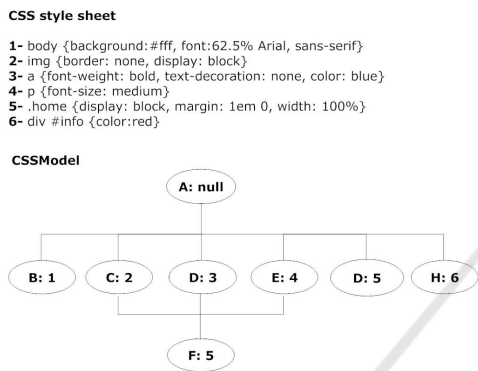 CSS style sheet
1- body {background:#fff, font:62.5% Arial, sans-serif}
2- img {border: none, display: block}
3- a {font-weight: bold, text-decoration: none, color: blue}
4- p {font-size: medium}
5- .home {display: block, margin: 1em 0, width: 100%}
6- div #info {color:red}
CSSModel
A: null
B: 1 C: 2 D: 3 E: 4 D: 5 H: 6
F: 5